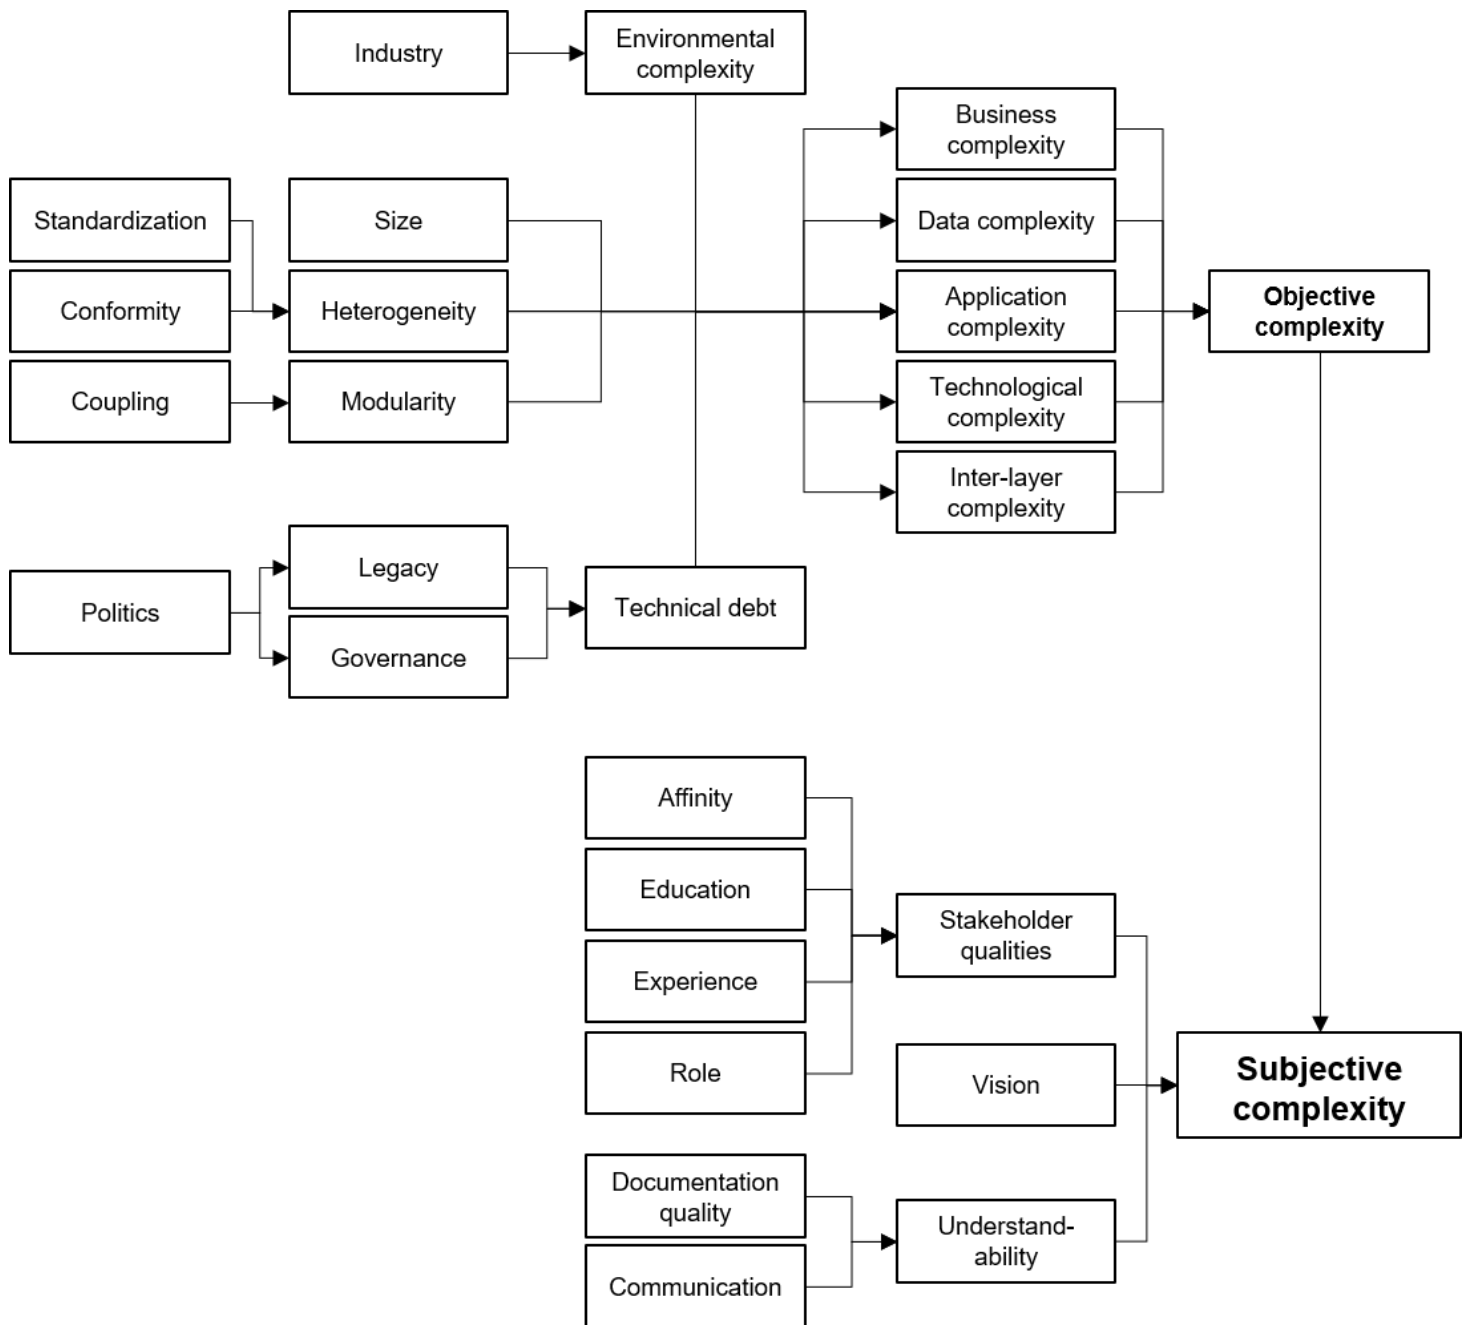 Industry
Environmental
complexity
Business
complexity
Standardization
Size
Data complexity
Conformity
Heterogeneity
Application
complexity
Objective
complexity
Coupling
Modularity
Technological
complexity
Inter-layer
complexity
Politics
Legacy
Governance
Technical debt
Affinity
Education
Experience
Role
Stakeholder
qualities
Vision
Subjective
complexity
Documentation
quality
Communication
Understand-
ability